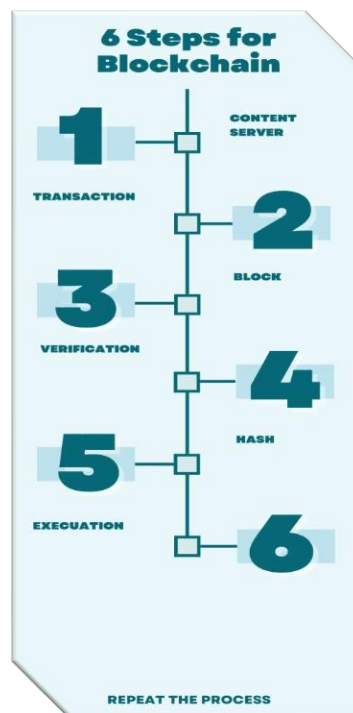 6 Steps for
Blockchain
1
CONTENT
SERVER
TRANSACTION
2
BLOCK
3
VERIFICATION
4
HASH
5
EXECUATION
6
REPEAT THE PROCESS